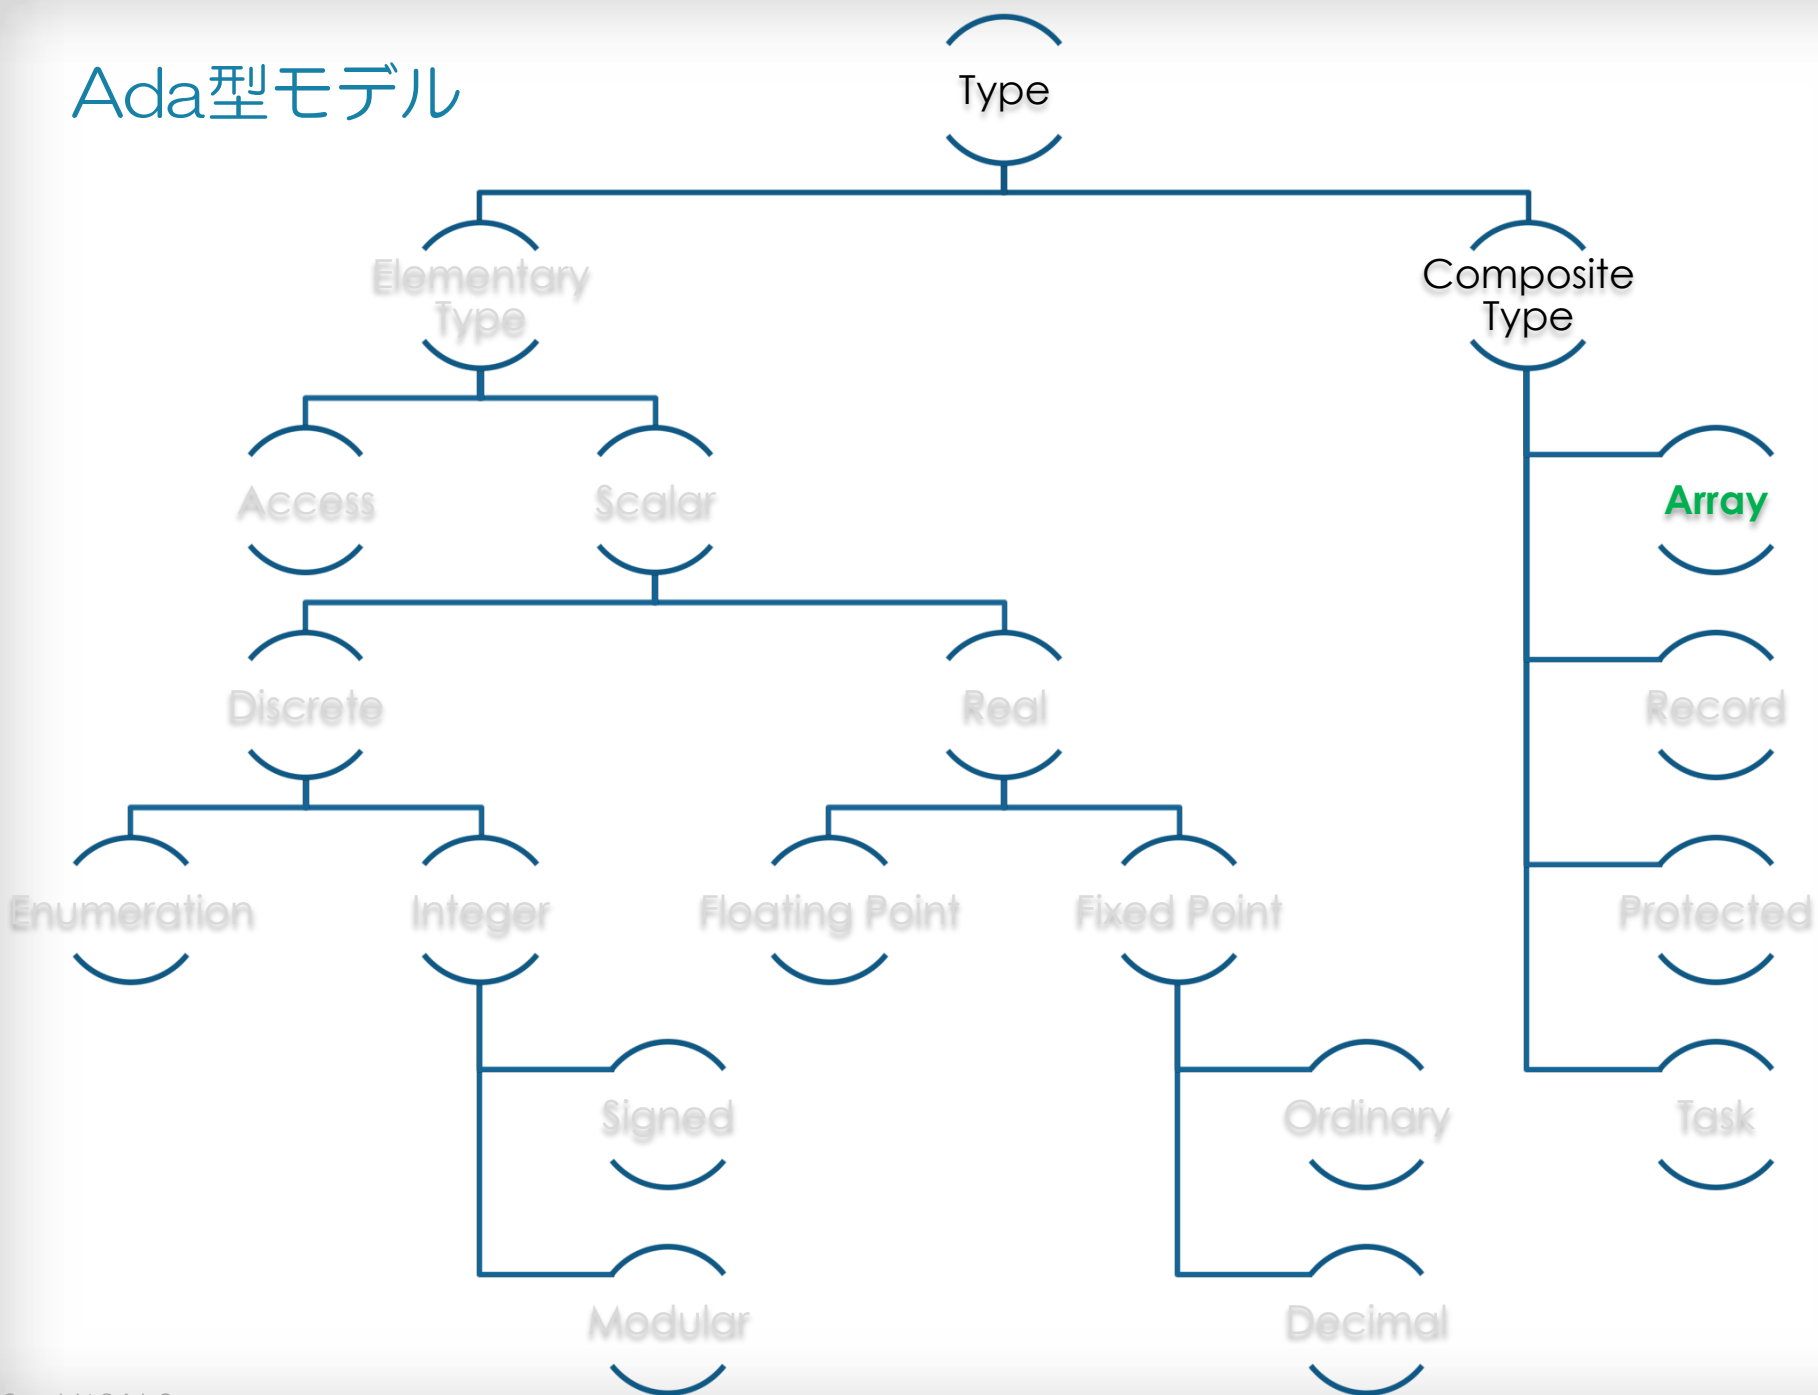 Ada型モデル
Type
Elementary
Type
Composite
Type
Access
Scalar
Array
Discrete
Real
Record
Enumeration
Integer
Floating Point
Fixed Point
Protected
Signed
Ordinary
Task
Modular
Decimal